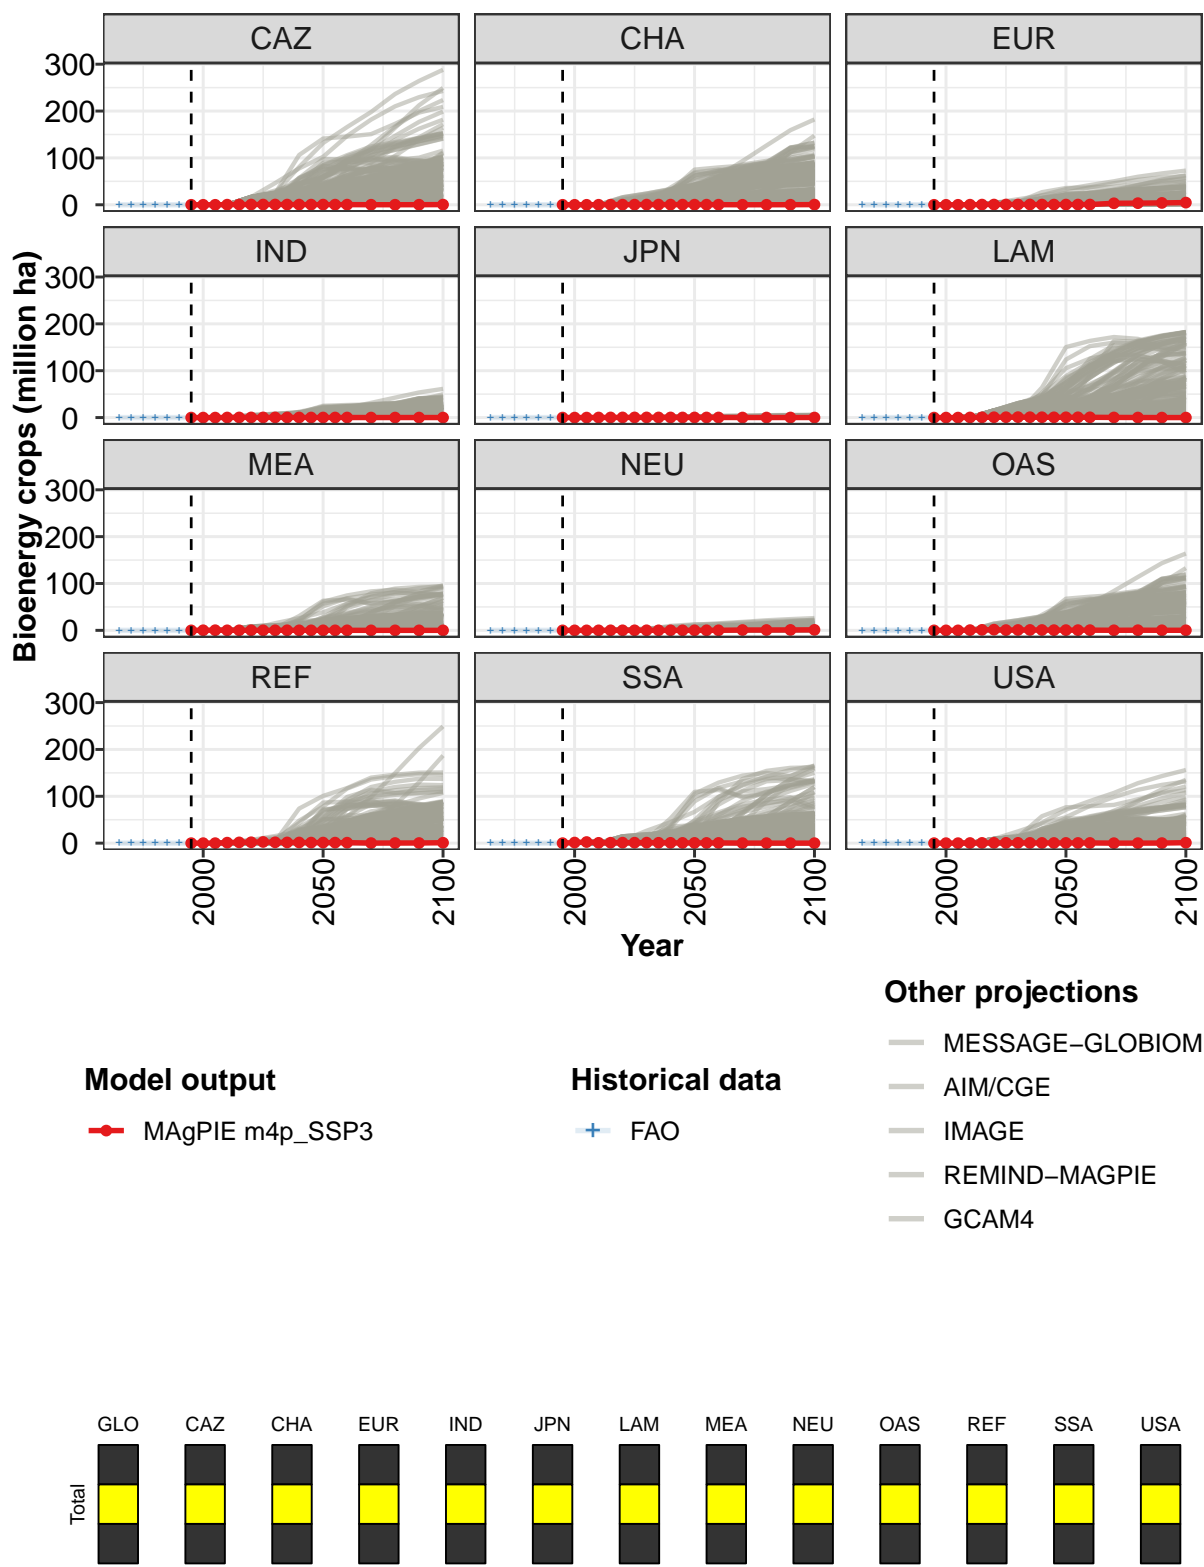 CAZ CHA EUR
300
200
100
0
IND JPN LAM
300
200
100
0
MEA NEU OAS
300
200
100
0
REF SSA USA
300
200
100
0
Bioenergy crops (million ha)
2000 2050 2100 2000 2050 2100 2000 2050 2100
Year
Other projections
MESSAGE−GLOBIOM
AIM/CGE
IMAGE
REMIND−MAGPIE
GCAM4
Model output
MAgPIE m4p_SSP3
Historical data
FAO
GLO CAZ CHA EUR IND JPN LAM MEA NEU OAS REF SSA USA
Total